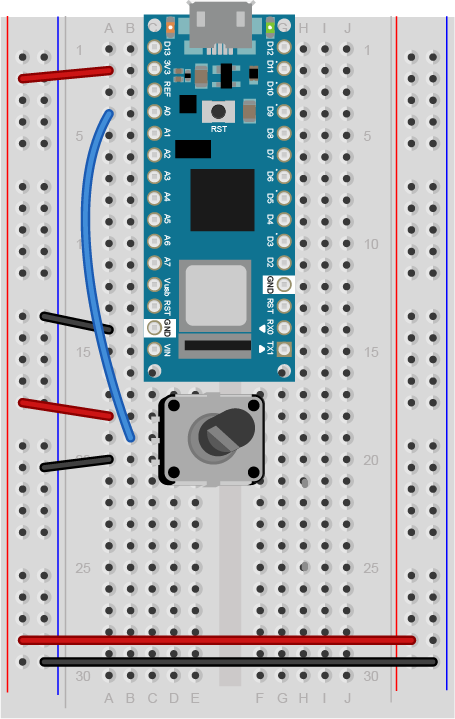 A B H I J
D13 D12
1 1
3V3 D11
REF D10
A0 D9
RST
5 A1 D8 5
A2 D7
A3 D6
A4 D5
A5 D4
10 A6 D3 10
A7 D2
VUSB GND
RST RST
GND RX0
15 VIN TX1 15
20 20
25 25
30 30
A B C D E F G H I J